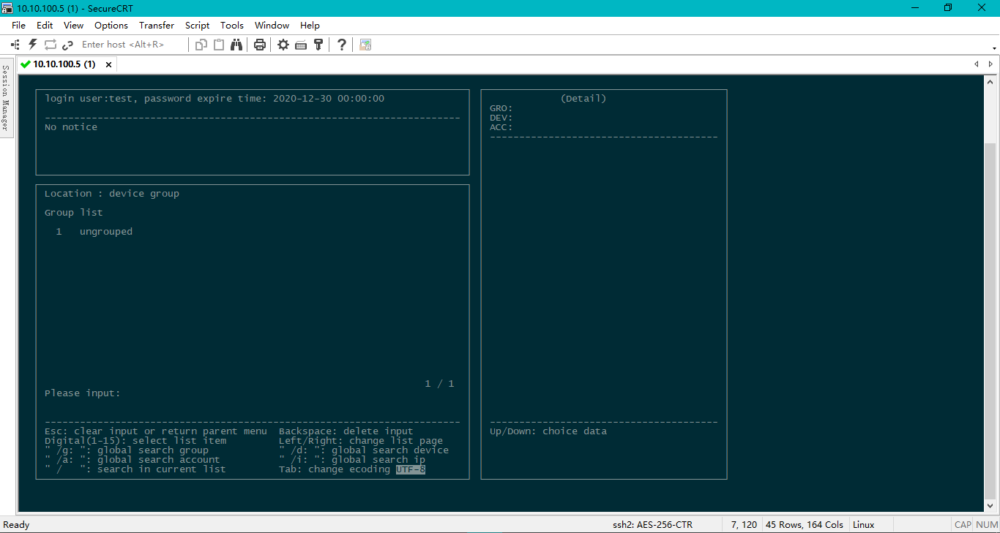 10.10.100.5 (1) - SecureCRT
File Edit View Options Transfer Script Tools Window Help
Enter host <Alt+R>
Session Manager
10.10.100.5 (1)
login user:test, password expire time: 2020-12-30 00:00:00
--------------------------------------------------------------------
No notice
Location : device group
Group list
1 ungrouped
1 / 1
Please input:
--------------------------------------------------------------------
Esc: clear input or return parent menu Backspace: delete input
Digital(1-15): select list item Left/Right: change list page
" /g: ": global search group " /d: ": global search device
" /a: ": global search account " /i: ": global search ip
" / ": search in current list Tab: change ecoding UTF-8
(Detail)
GRO:
DEV:
ACC:
---------------------------------------
---------------------------------------
Up/Down: choice data
Ready ssh2: AES-256-CTR 7, 120 45 Rows, 164 Cols Linux CAP NUM